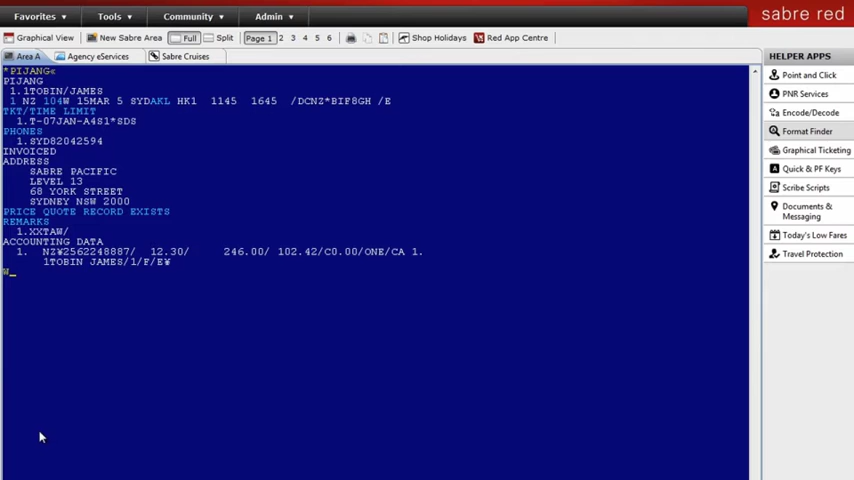 Favorites Tools Community Admin
sabre red
Graphical View New Sabre Area Full Split Page 1 2 3 4 5 6 Shop Holidays Red App Centre
Area A Agency eServices Sabre Cruises
HELPER APPS
Point and Click
PNR Services
Encode/Decode
Format Finder
Graphical Ticketing
Quick & PF Keys
Scribe Scripts
Documents &
Messaging
Today's Low Fares
Travel Protection
*PIJANG«
PIJANG
1.1TOBIN/JAMES
1 NZ 104W 15MAR 5 SYDAKL HK1 1145 1645 /DCNZ*BIF8GH /E
TKT/TIME LIMIT
1.T-07JAN-A4S1*SDS
PHONES
1.SYD82042594
INVOICED
ADDRESS
SABRE PACIFIC
LEVEL 13
68 YORK STREET
SYDNEY NSW 2000
PRICE QUOTE RECORD EXISTS
REMARKS
1.XXTAW/
ACCOUNTING DATA
1. NZ¥2562248887/ 12.30/ 246.00/ 102.42/C0.00/ONE/CA 1.
1TOBIN JAMES/1/F/E¥
W_